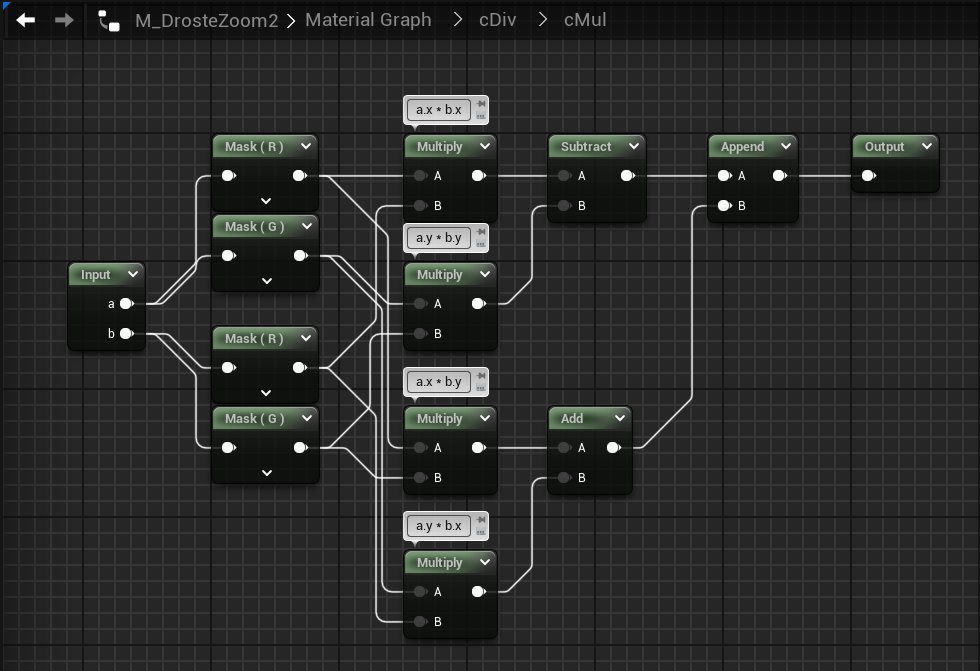 M_DrosteZoom2 > Material Graph > cDiv > cMul
a.x * b.x
Mask ( R )
Multiply
Subtract
Append
Output
A
A
A
B
B
B
Mask ( G )
a.y * b.y
Input
Multiply
a
A
b
B
Mask ( R )
a.x * b.y
Mask ( G )
Multiply
Add
A
A
B
B
a.y * b.x
Multiply
A
B